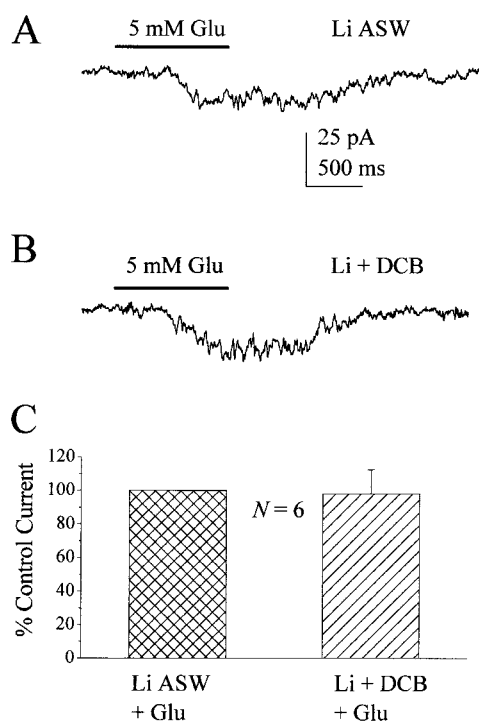 A
5 mM Glu
Li ASW
25 pA
500 ms
B
5 mM Glu
Li + DCB
C
% Control Current
120
100
80
60
40
20
0
N = 6
Li ASW
+ Glu
Li + DCB
+ Glu